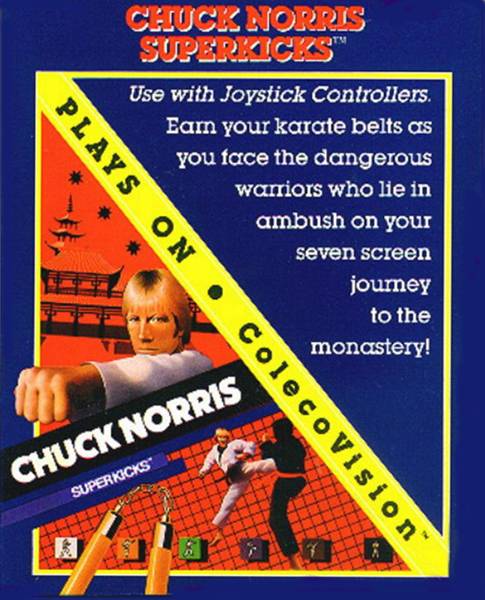 CHUCK NORRIS
SUPERKICKS™
Use with Joystick Controllers.
Earn your karate belts as
you face the dangerous
warriors who lie in
ambush on your
seven screen
journey
to the
monastery!
PLAYS ON • ColecoVision™
CHUCK NORRIS
SUPERKICKS™